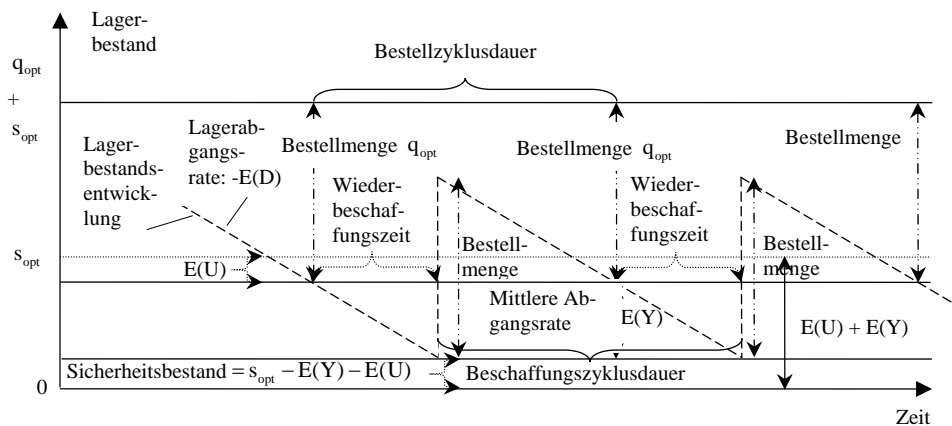 Lager-
bestand
q_opt
+
s_opt
Bestellzyklusdauer
Lager-
bestands-
entwick-
lung
Lagerab-
gangs-
rate: -E(D)
Bestellmenge q_opt
Bestellmenge q_opt
Bestellmenge
Wieder-
beschaf-
fungszeit
Wieder-
beschaf-
fungszeit
s_opt
E(U)
Bestell-
menge
Bestell-
menge
Mittlere Ab-
gangsrate
E(Y)
E(U) + E(Y)
Sicherheitsbestand = s_opt – E(Y) – E(U)
Beschaffungszyklusdauer
0
Zeit